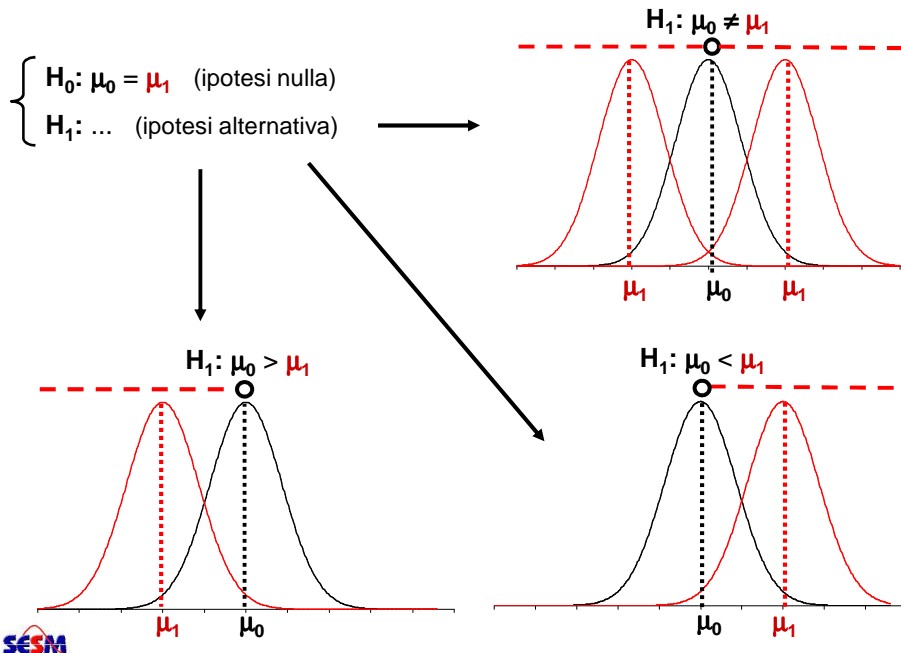 H₀: μ₀ = μ₁ (ipotesi nulla)
H₁: ... (ipotesi alternativa)
H₁: μ₀ ≠ μ₁
μ₁ μ₀ μ₁
H₁: μ₀ > μ₁
μ₁ μ₀
H₁: μ₀ < μ₁
μ₀ μ₁
SESM